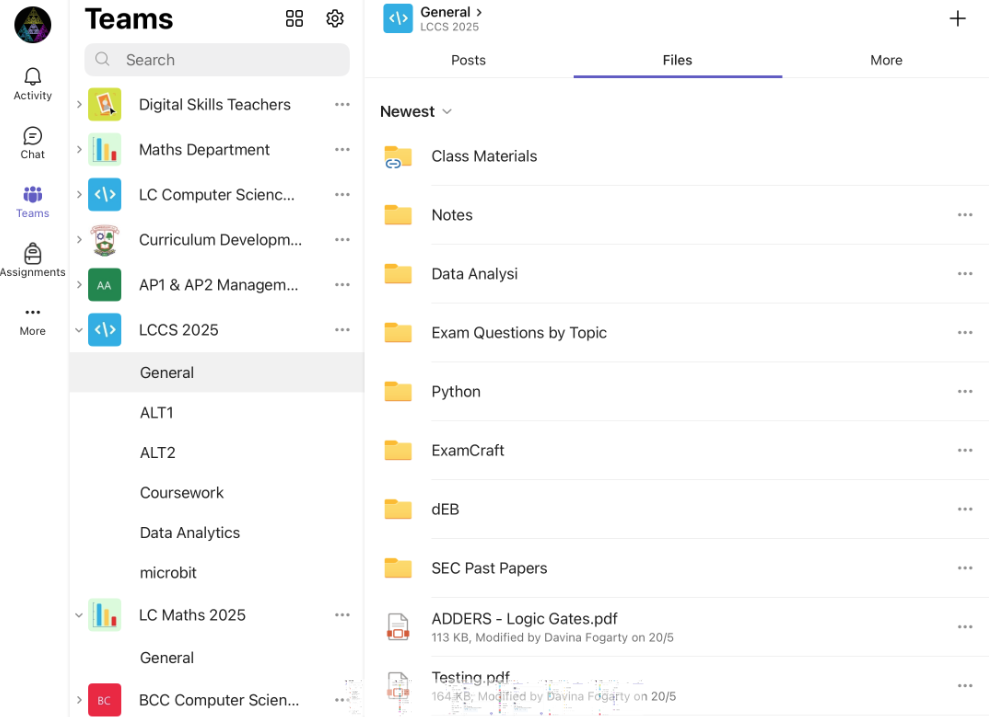 Teams
Search
Activity
Chat
Teams
Assignments
More
Digital Skills Teachers
Maths Department
LC Computer Scienc...
Curriculum Developm...
AA
AP1 & AP2 Managem...
LCCS 2025
General
ALT1
ALT2
Coursework
Data Analytics
microbit
LC Maths 2025
General
BC
BCC Computer Scien...
General
LCCS 2025
Posts
Files
More
Newest
Class Materials
Notes
Data Analysi
Exam Questions by Topic
Python
ExamCraft
dEB
SEC Past Papers
ADDERS - Logic Gates.pdf
113 KB, Modified by Davina Fogarty on 20/5
Testing.pdf
164 KB, Modified by Davina Fogarty on 20/5